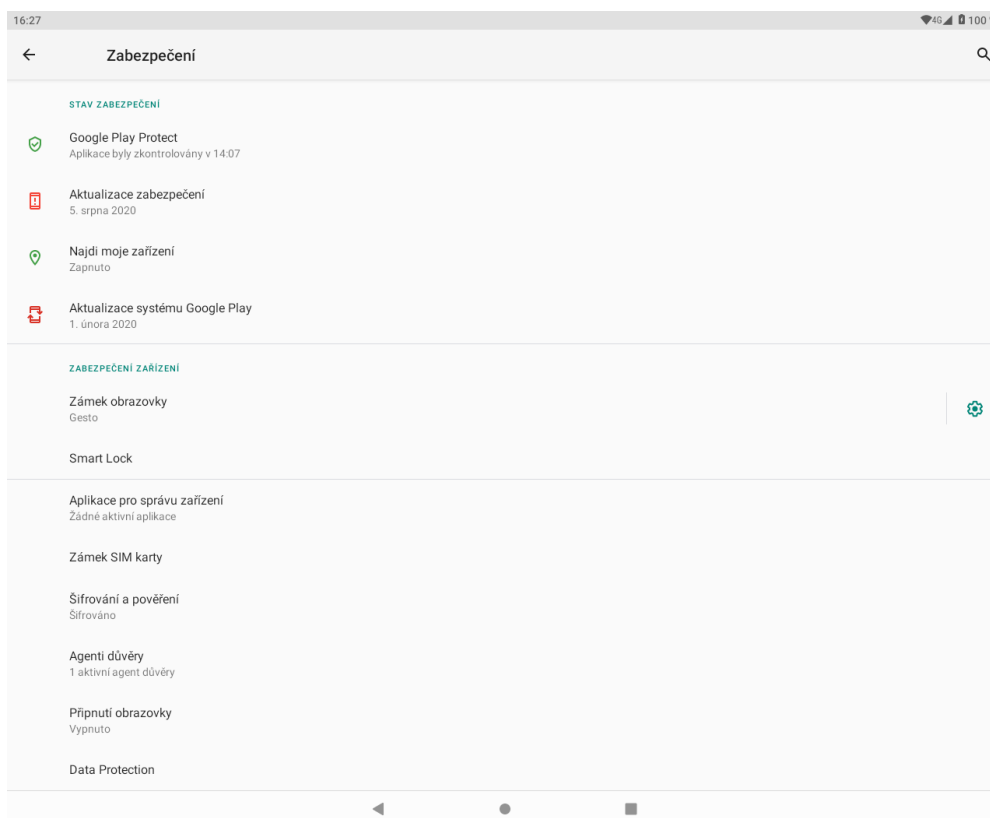 16:27
4G 100
Zabezpečení
STAV ZABEZPEČENÍ
Google Play Protect
Aplikace byly zkontrolovány v 14:07
Aktualizace zabezpečení
5. srpna 2020
Najdi moje zařízení
Zapnuto
Aktualizace systému Google Play
1. února 2020
ZABEZPEČENÍ ZAŘÍZENÍ
Zámek obrazovky
Gesto
Smart Lock
Aplikace pro správu zařízení
Žádné aktivní aplikace
Zámek SIM karty
Šifrování a pověření
Šifrováno
Agenti důvěry
1 aktivní agent důvěry
Připnutí obrazovky
Vypnuto
Data Protection